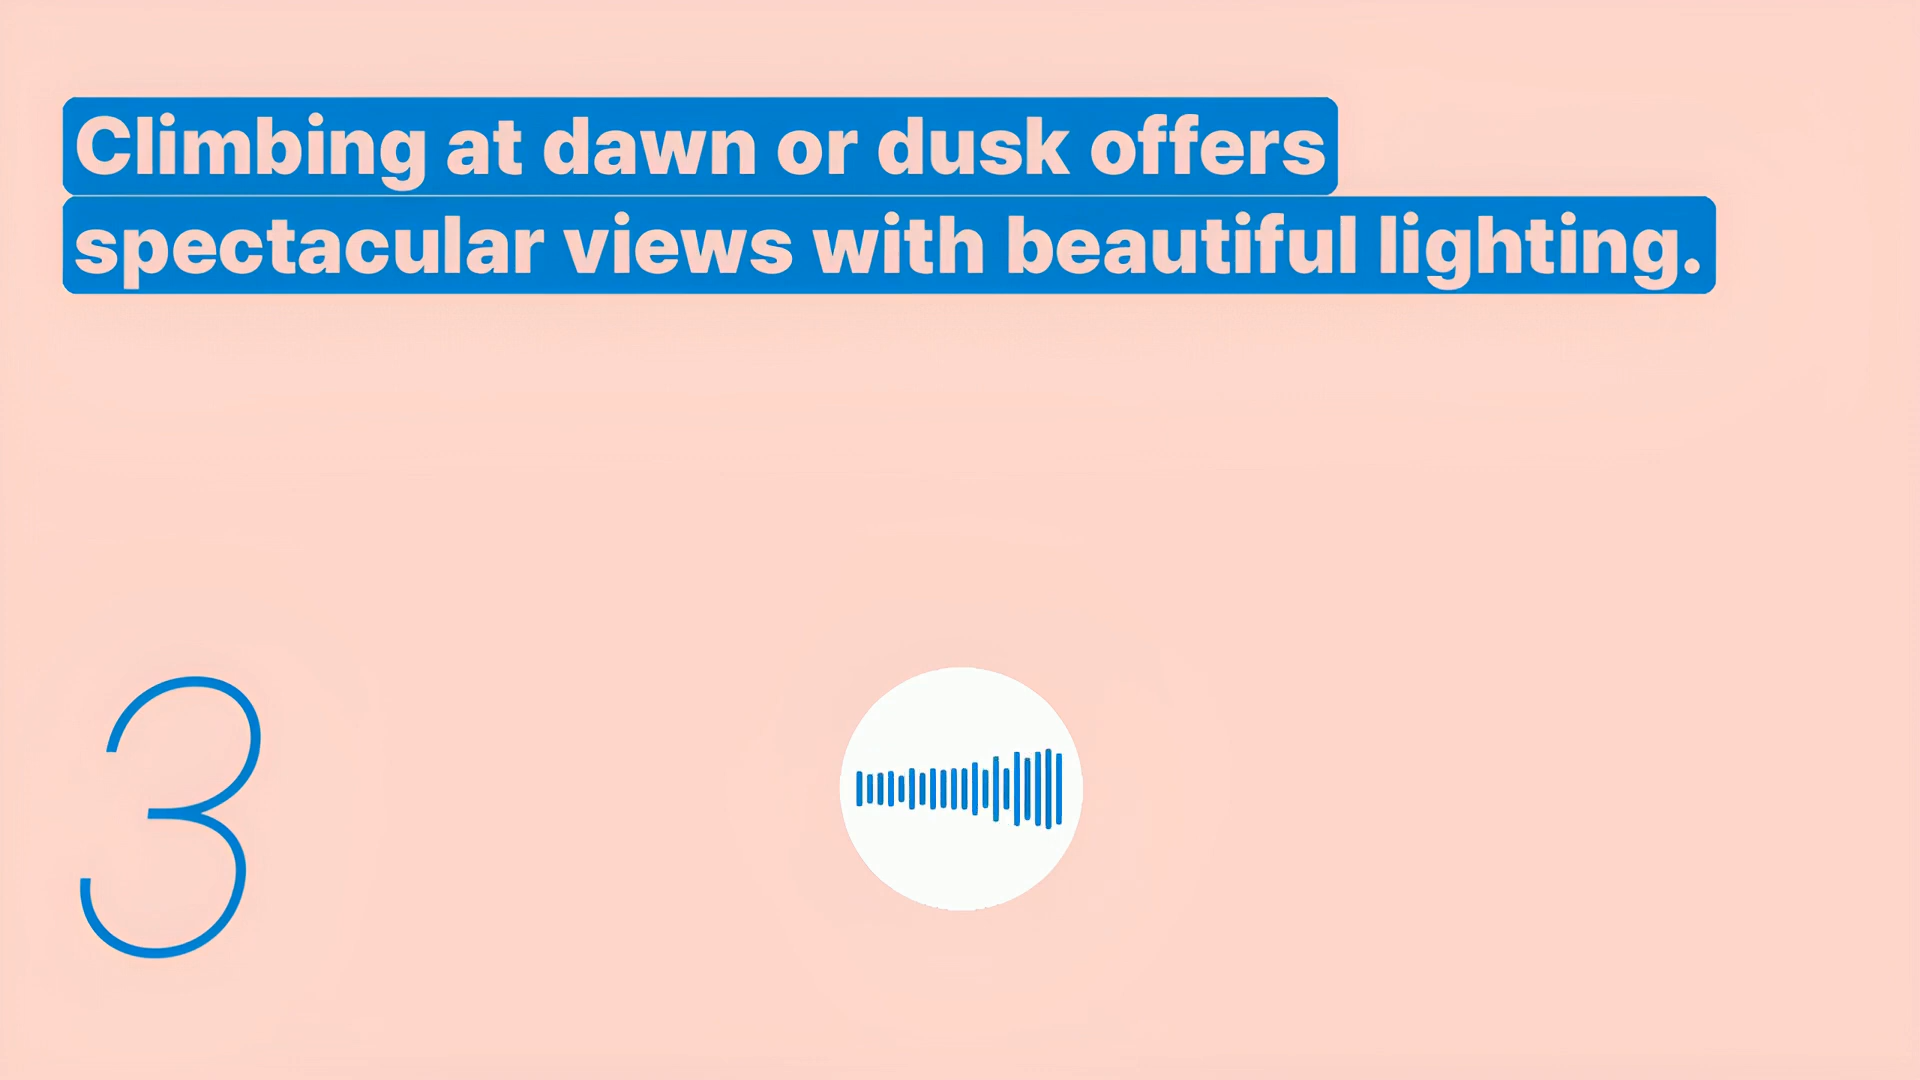 Climbing at dawn or dusk offers
spectacular views with beautiful lighting.
3